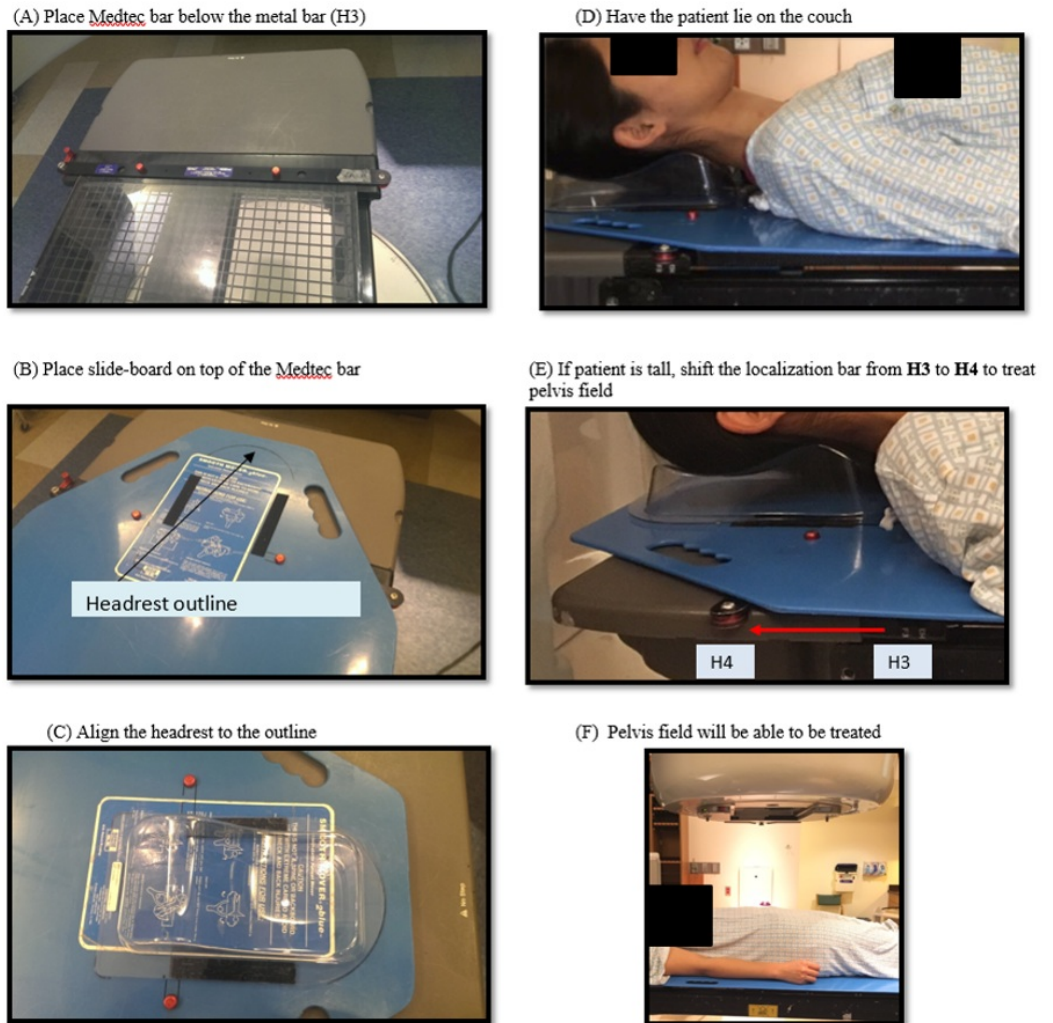 (A) Place Medtec bar below the metal bar (H3)
(D) Have the patient lie on the couch
(B) Place slide-board on top of the Medtec bar
Headrest outline
(E) If patient is tall, shift the localization bar from H3 to H4 to treat
pelvis field
H4
H3
(C) Align the headrest to the outline
SMOOTH MOVER
CAUTION
(F) Pelvis field will be able to be treated